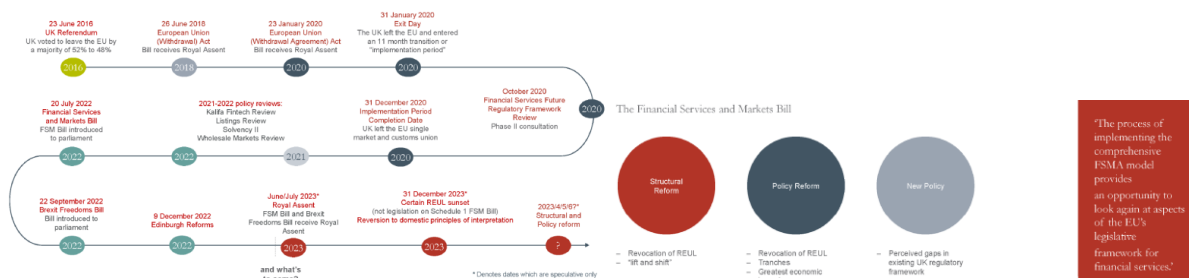 23 June 2016
UK Referendum
UK voted to leave the EU by
a majority of 52% to 48%
2016
26 June 2018
European Union
(Withdrawal) Act
Bill receives Royal Assent
2018
23 January 2020
European Union
(Withdrawal Agreement) Act
Bill receives Royal Assent
2020
31 January 2020
Exit Day
The UK left the EU and entered
an 11 month transition or
"implementation period"
2020
October 2020
Financial Services Future
Regulatory Framework
Review
Phase II consultation
2020
31 December 2020
Implementation Period
Completion Date
UK left the EU single
market and customs union
2020
2021-2022 policy reviews:
Kalifa Fintech Review
Listings Review
Solvency II
Wholesale Markets Review
2021
2022
20 July 2022
Financial Services
and Markets Bill
FSM Bill introduced
to parliament
2022
22 September 2022
Brexit Freedoms Bill
Bill introduced to
parliament
2022
9 December 2022
Edinburgh Reforms
2022
June/July 2023*
Royal Assent
FSM Bill and Brexit
Freedoms Bill receive Royal
Assent
2023
31 December 2023*
Certain REUL sunset
(not legislation on Schedule 1 FSM Bill)
Reversion to domestic principles of interpretation
2023
2023/4/5/6?*
Structural and
Policy reform
?
and what's
* Denotes dates which are speculative only
The Financial Services and Markets Bill
Structural
Reform
– Revocation of REUL
– "lift and shift"
Policy Reform
– Revocation of REUL
– Tranches
– Greatest economic
New Policy
– Perceived gaps in
existing UK regulatory
framework
'The process of
implementing the
comprehensive
FSMA model
provides
an opportunity to
look again at aspects
of the EU's
legislative
framework for
financial services.'